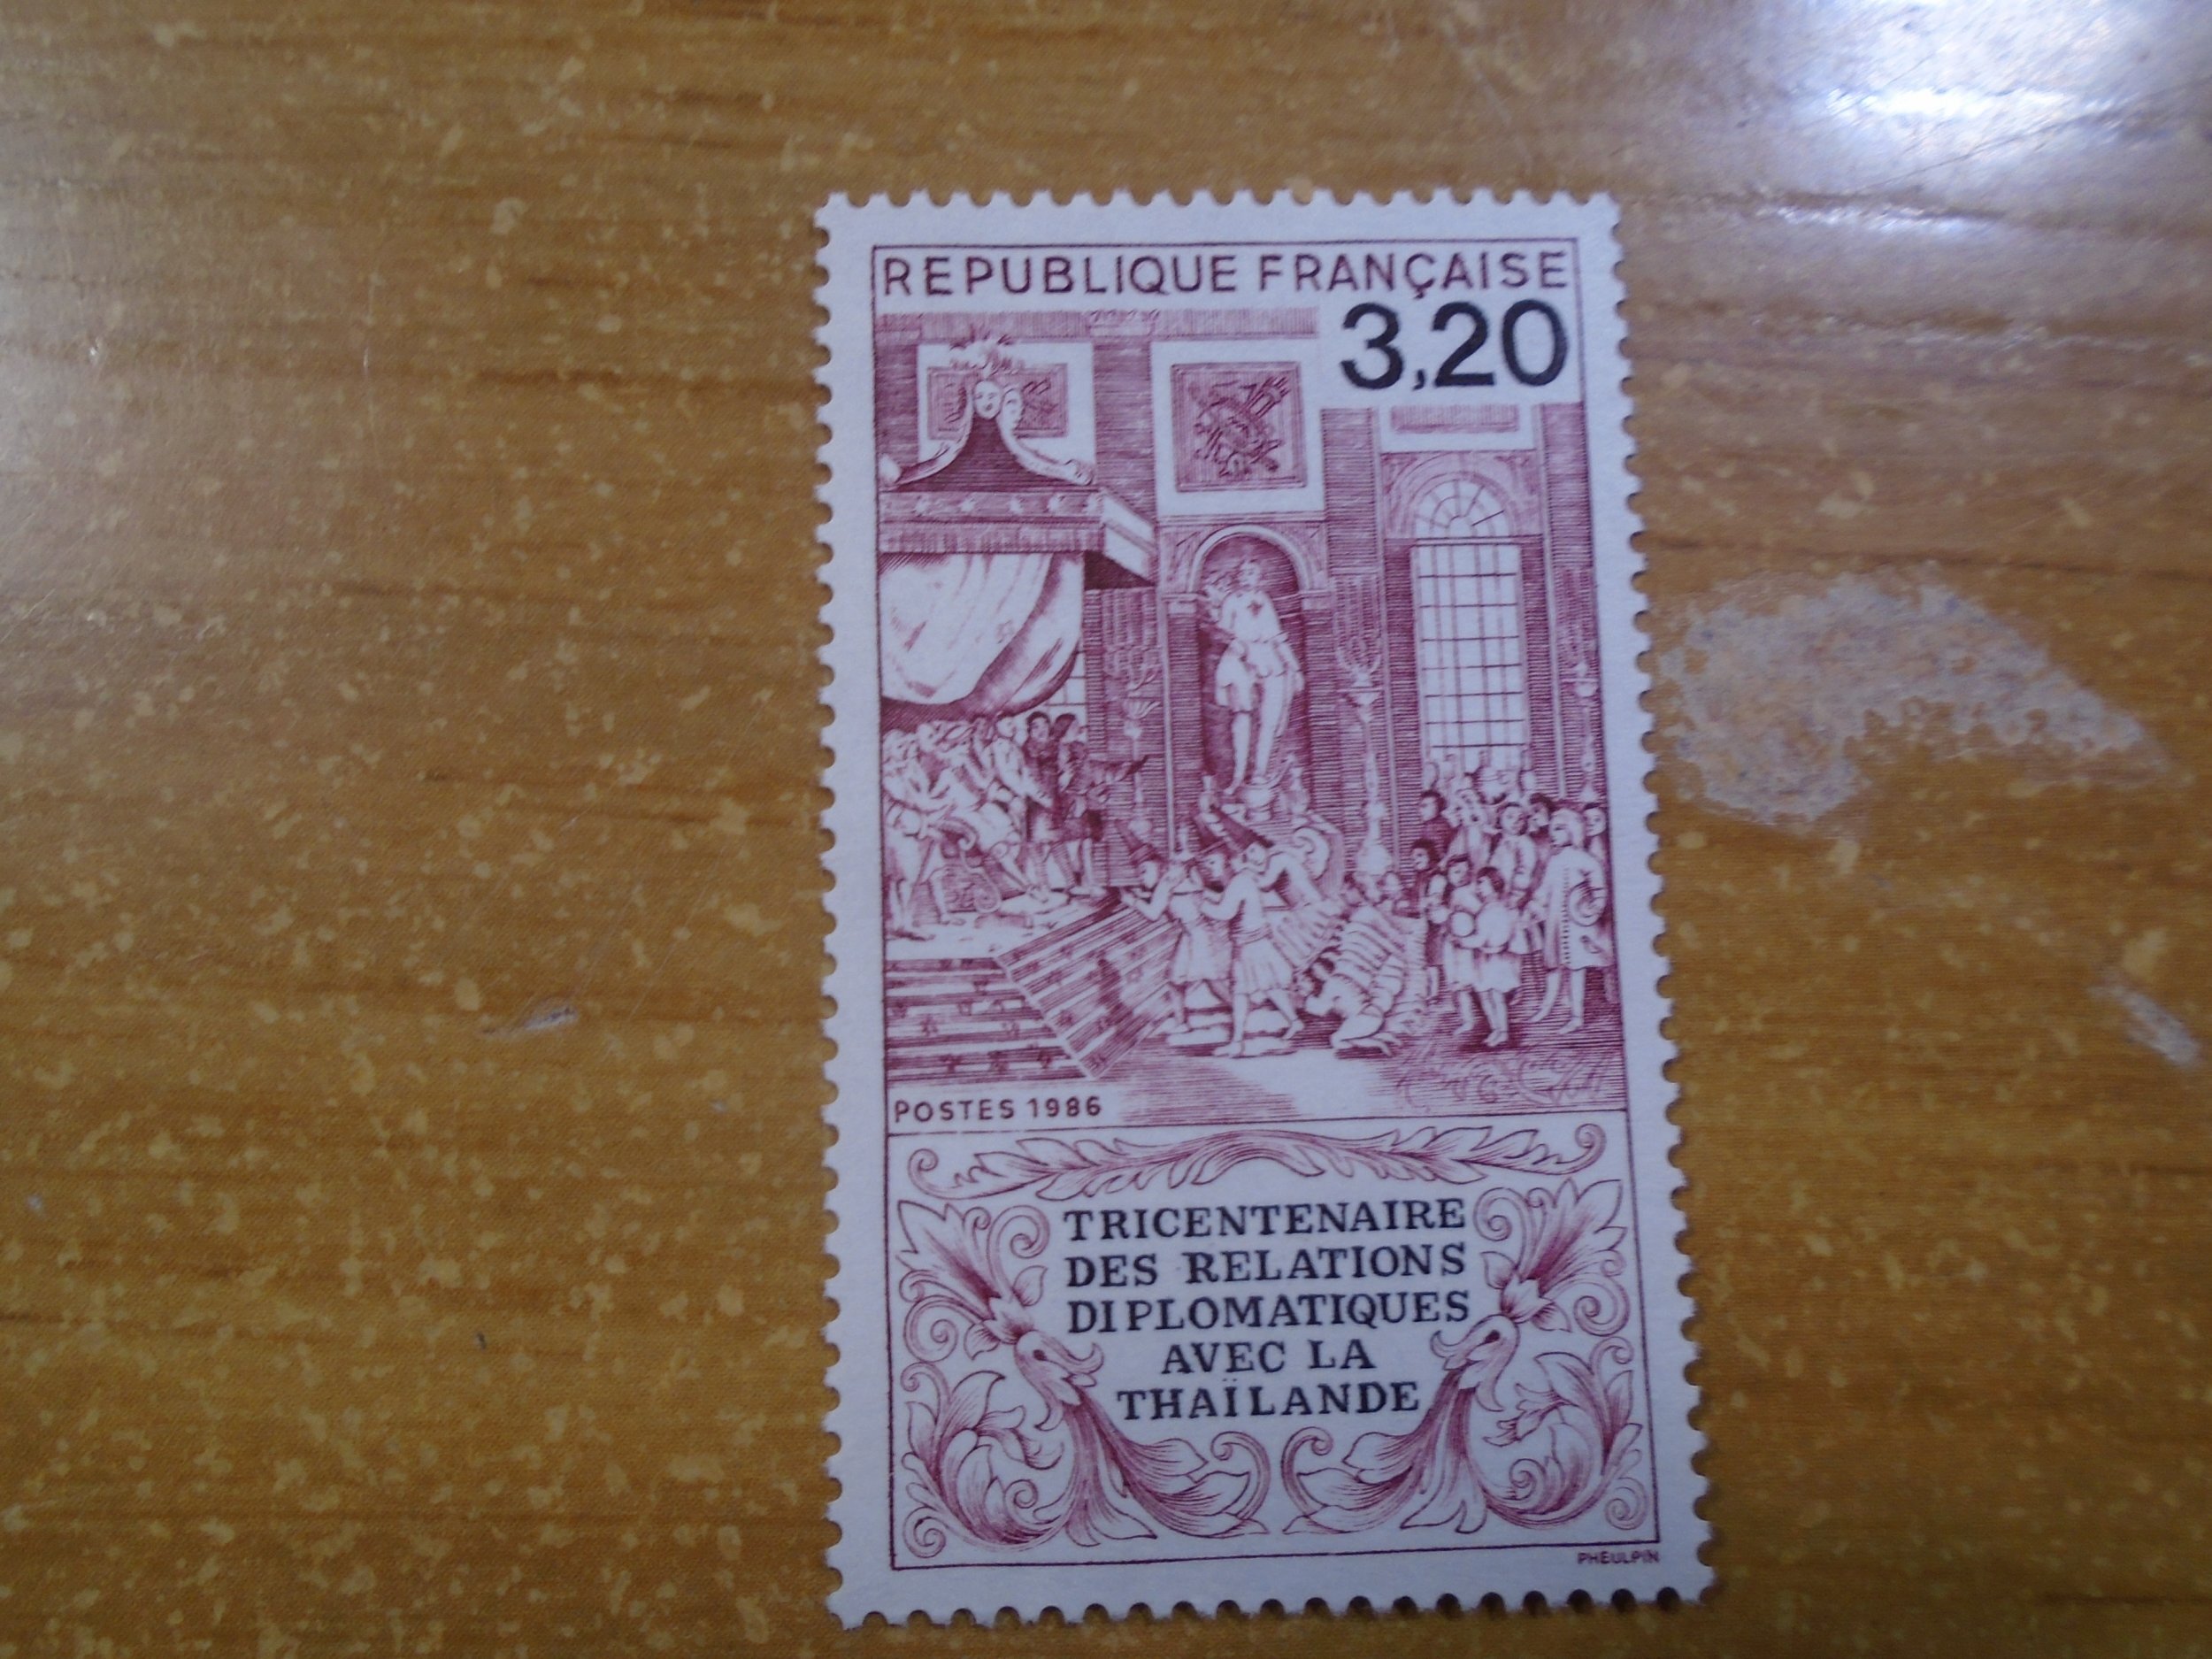 REPUBLIQUE FRANÇAISE
3,20
POSTES 1986
TRICENTENAIRE
DES RELATIONS
DIPLOMATIQUES
AVEC LA
THAÏLANDE
PHEULPIN